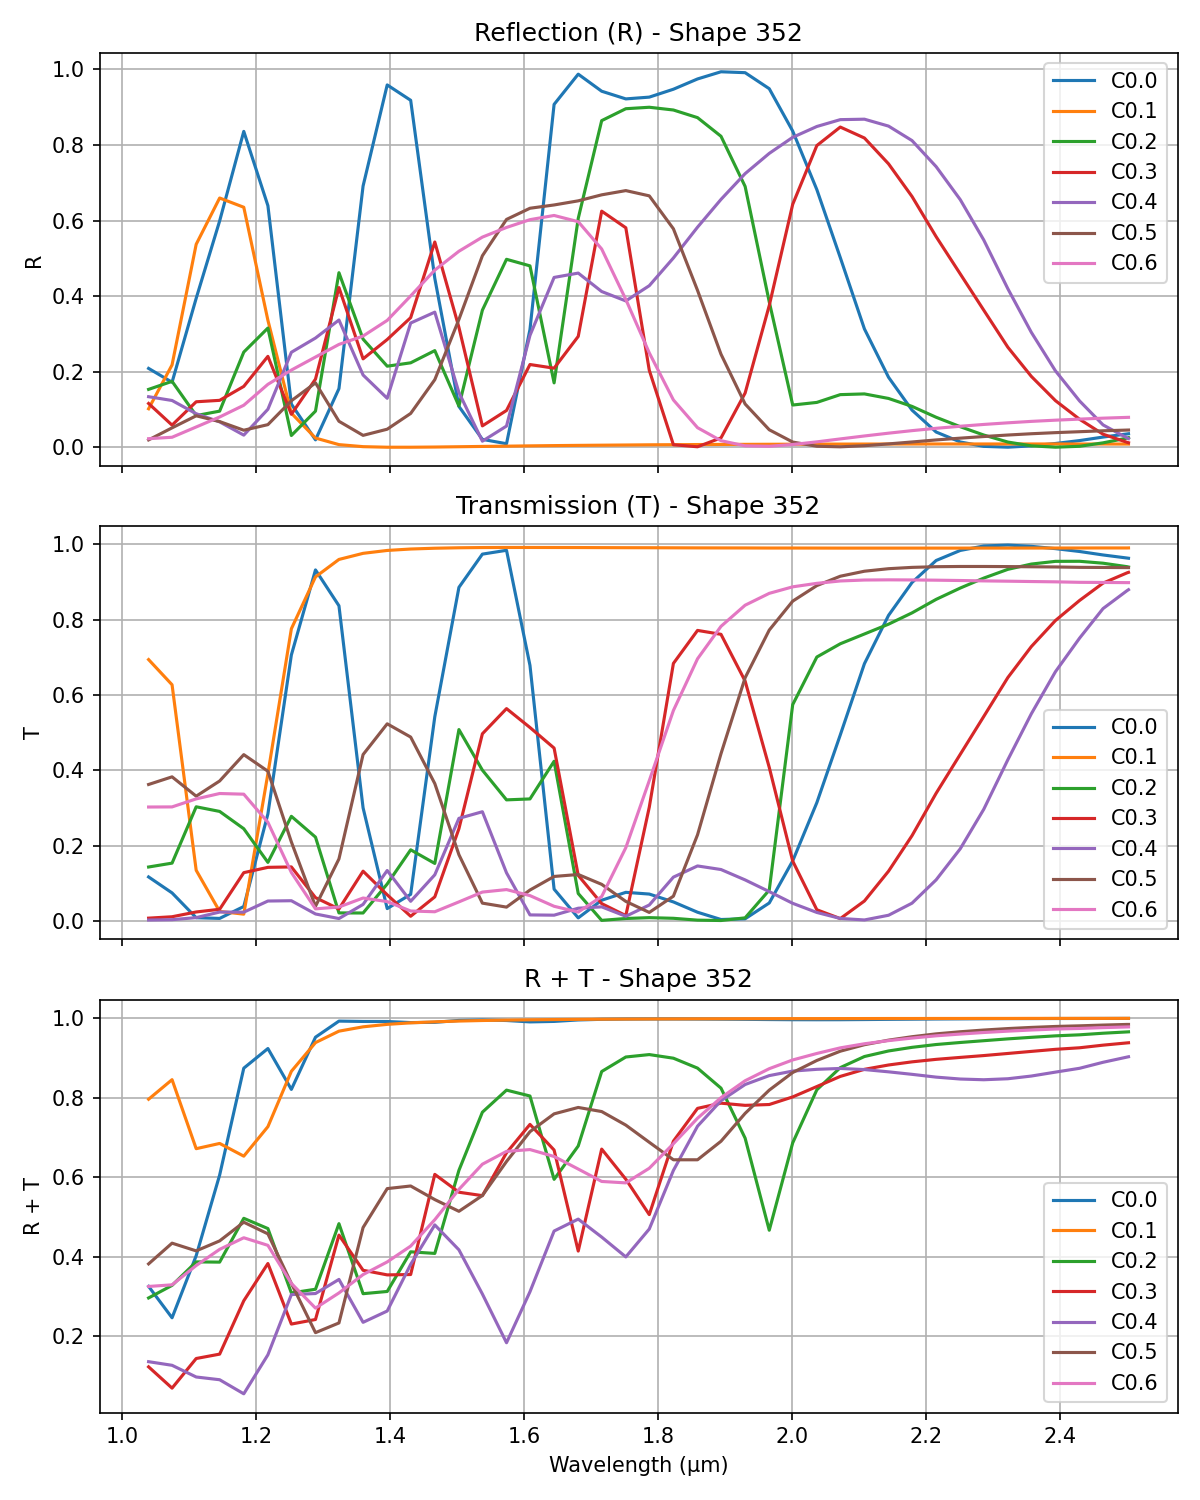 Reflection (R) - Shape 352
1.0
0.8
0.6
0.4
0.2
0.0
R
C0.0
C0.1
C0.2
C0.3
C0.4
C0.5
C0.6
Transmission (T) - Shape 352
1.0
0.8
0.6
0.4
0.2
0.0
T
C0.0
C0.1
C0.2
C0.3
C0.4
C0.5
C0.6
R + T - Shape 352
1.0
0.8
0.6
0.4
0.2
R + T
C0.0
C0.1
C0.2
C0.3
C0.4
C0.5
C0.6
1.0 1.2 1.4 1.6 1.8 2.0 2.2 2.4
Wavelength (μm)